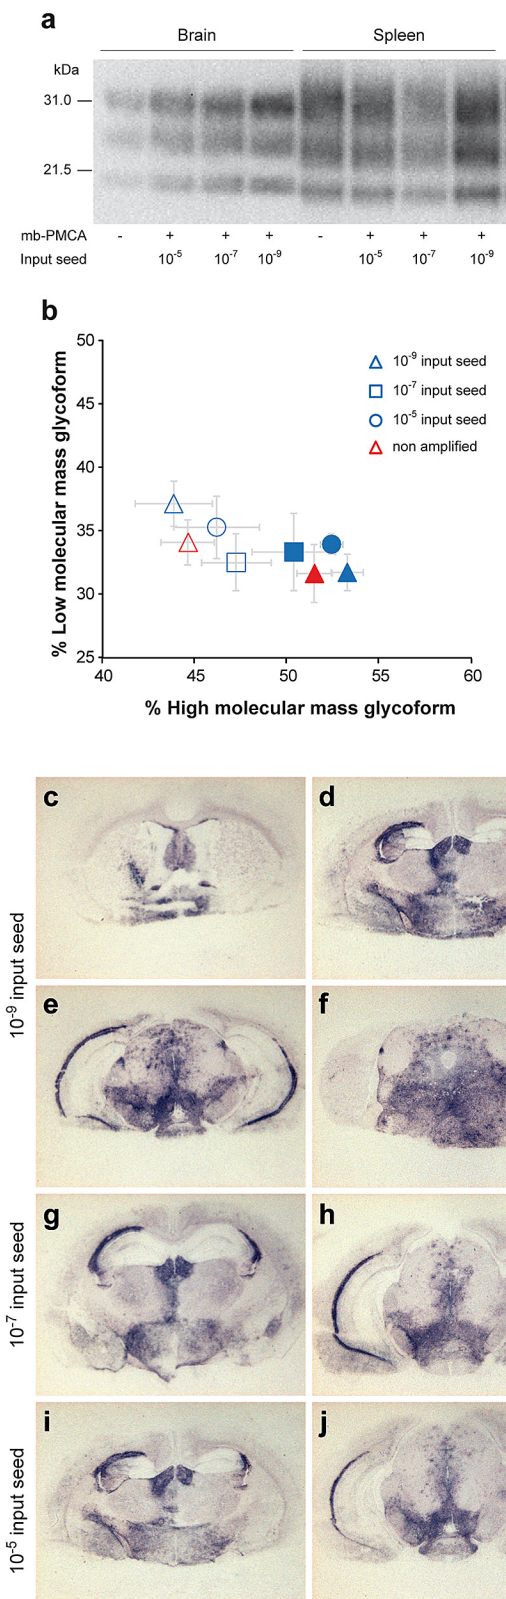 a
Brain Spleen
kDa
31.0
21.5
mb-PMCA - + + + - + + +
Input seed 10⁻⁵ 10⁻⁷ 10⁻⁹ 10⁻⁵ 10⁻⁷ 10⁻⁹
b
% Low molecular mass glycoform
50
45
40
35
30
25
10⁻⁹ input seed
10⁻⁷ input seed
10⁻⁵ input seed
non amplified
40 45 50 55 60
% High molecular mass glycoform
10⁻⁹ input seed
c d
e f
10⁻⁷ input seed
g h
10⁻⁵ input seed
i j